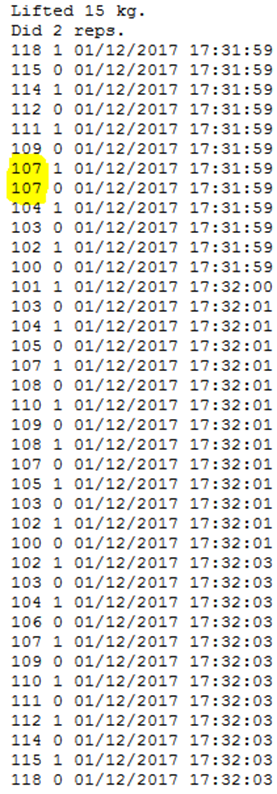 Lifted 15 kg.
Did 2 reps.
118 1 01/12/2017 17:31:59
115 0 01/12/2017 17:31:59
114 1 01/12/2017 17:31:59
112 0 01/12/2017 17:31:59
111 1 01/12/2017 17:31:59
109 0 01/12/2017 17:31:59
107 1 01/12/2017 17:31:59
107 0 01/12/2017 17:31:59
104 1 01/12/2017 17:31:59
103 0 01/12/2017 17:31:59
102 1 01/12/2017 17:31:59
100 0 01/12/2017 17:31:59
101 1 01/12/2017 17:32:00
103 0 01/12/2017 17:32:01
104 1 01/12/2017 17:32:01
105 0 01/12/2017 17:32:01
107 1 01/12/2017 17:32:01
108 0 01/12/2017 17:32:01
110 1 01/12/2017 17:32:01
109 0 01/12/2017 17:32:01
108 1 01/12/2017 17:32:01
107 0 01/12/2017 17:32:01
105 1 01/12/2017 17:32:01
103 0 01/12/2017 17:32:01
102 1 01/12/2017 17:32:01
100 0 01/12/2017 17:32:01
102 1 01/12/2017 17:32:03
103 0 01/12/2017 17:32:03
104 1 01/12/2017 17:32:03
106 0 01/12/2017 17:32:03
107 1 01/12/2017 17:32:03
109 0 01/12/2017 17:32:03
110 1 01/12/2017 17:32:03
111 0 01/12/2017 17:32:03
112 1 01/12/2017 17:32:03
114 0 01/12/2017 17:32:03
115 1 01/12/2017 17:32:03
118 0 01/12/2017 17:32:03